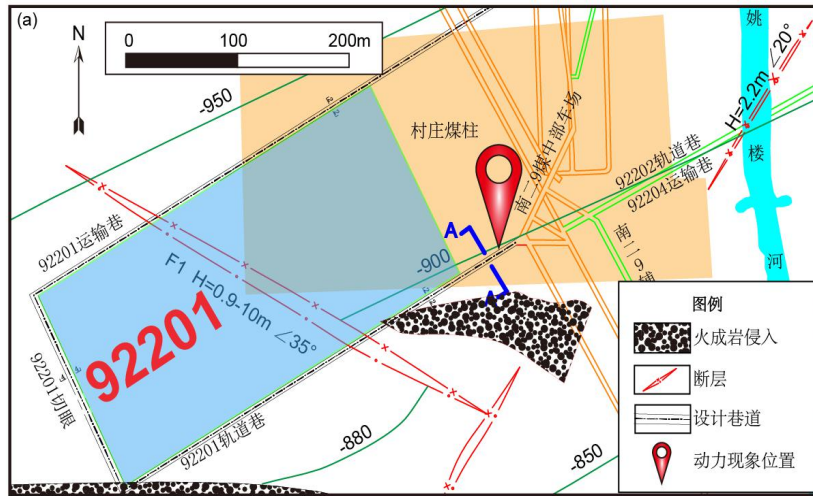 (a)
N
0
100
200m
-950
村庄煤柱
南二9煤中部车场
姚
楼
河
H=2.2m ∠20°
92202轨道巷
92204运输巷
南二9辅
92201运输巷
F1 H=0.9-10m ∠35°
-900
A
A
92201
92201切眼
92201轨道巷
-880
-850
图例
火成岩侵入
断层
设计巷道
动力现象位置